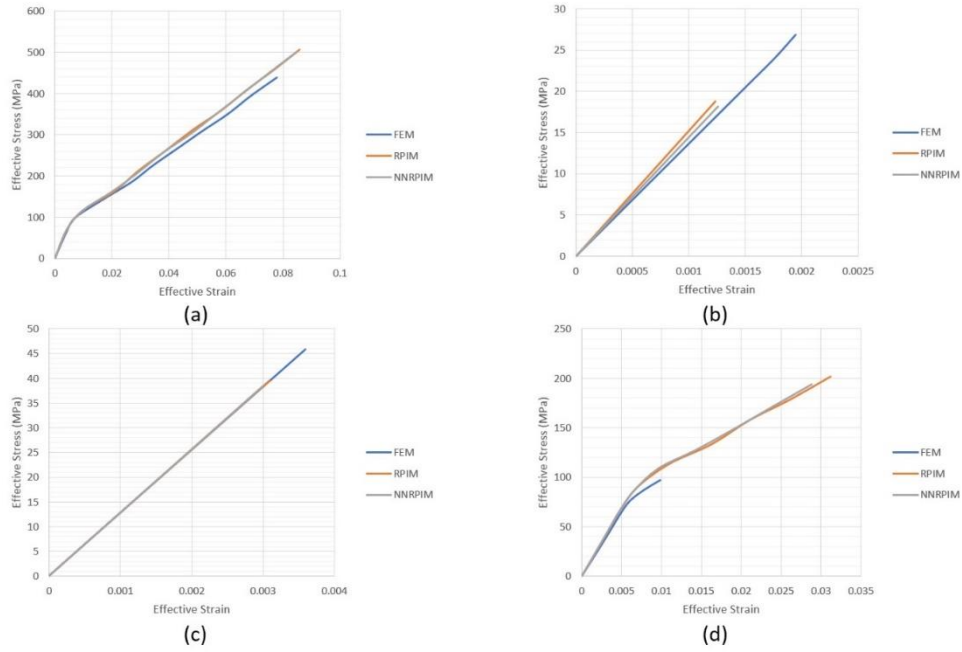 600
500
400
300
200
100
0
Effective Stress (MPa)
0 0.02 0.04 0.06 0.08 0.1
Effective Strain
FEM
RPIM
NNRPIM
(a)
30
25
20
15
10
5
0
Effective Stress (MPa)
0 0.0005 0.001 0.0015 0.002 0.0025
Effective Strain
FEM
RPIM
NNRPIM
(b)
50
45
40
35
30
25
20
15
10
5
0
Effective Stress (MPa)
0 0.001 0.002 0.003 0.004
Effective Strain
FEM
RPIM
NNRPIM
(c)
250
200
150
100
50
0
Effective Stress (MPa)
0 0.005 0.01 0.015 0.02 0.025 0.03 0.035
Effective Strain
FEM
RPIM
NNRPIM
(d)